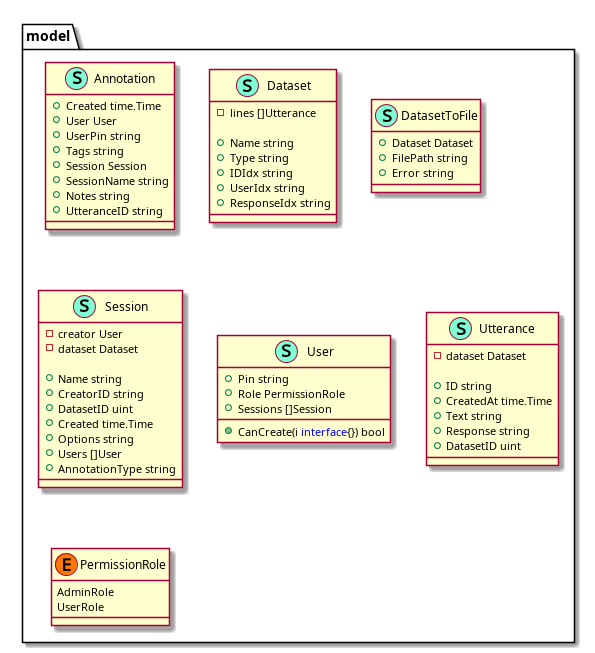 model
S Annotation
Created time.Time
User User
UserPin string
Tags string
Session Session
SessionName string
Notes string
UtteranceID string
S Dataset
lines []Utterance
Name string
Type string
IDIdx string
UserIdx string
ResponseIdx string
S DatasetToFile
Dataset Dataset
FilePath string
Error string
S Session
creator User
dataset Dataset
Name string
CreatorID string
DatasetID uint
Created time.Time
Options string
Users []User
AnnotationType string
S User
Pin string
Role PermissionRole
Sessions []Session
CanCreate(i interface{}) bool
S Utterance
dataset Dataset
ID string
CreatedAt time.Time
Text string
Response string
DatasetID uint
E PermissionRole
AdminRole
UserRole